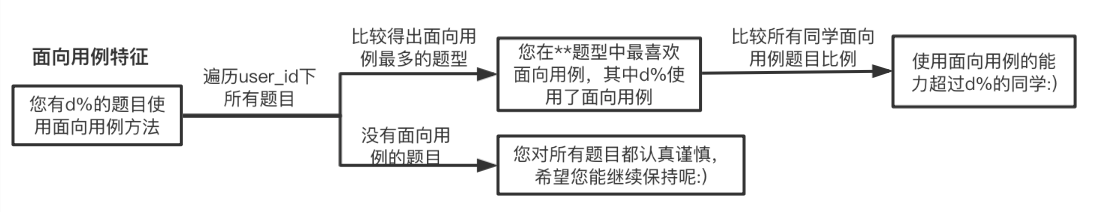 面向用例特征
您有d%的题目使
用面向用例方法
遍历user_id下
所有题目
比较得出面向用
例最多的题型
您在**题型中最喜欢
面向用例，其中d%使
用了面向用例
比较所有同学面向
用例题目比例
使用面向用例的能
力超过d%的同学:)
没有面向用
例的题目
您对所有题目都认真谨慎，
希望您能继续保持呢:)